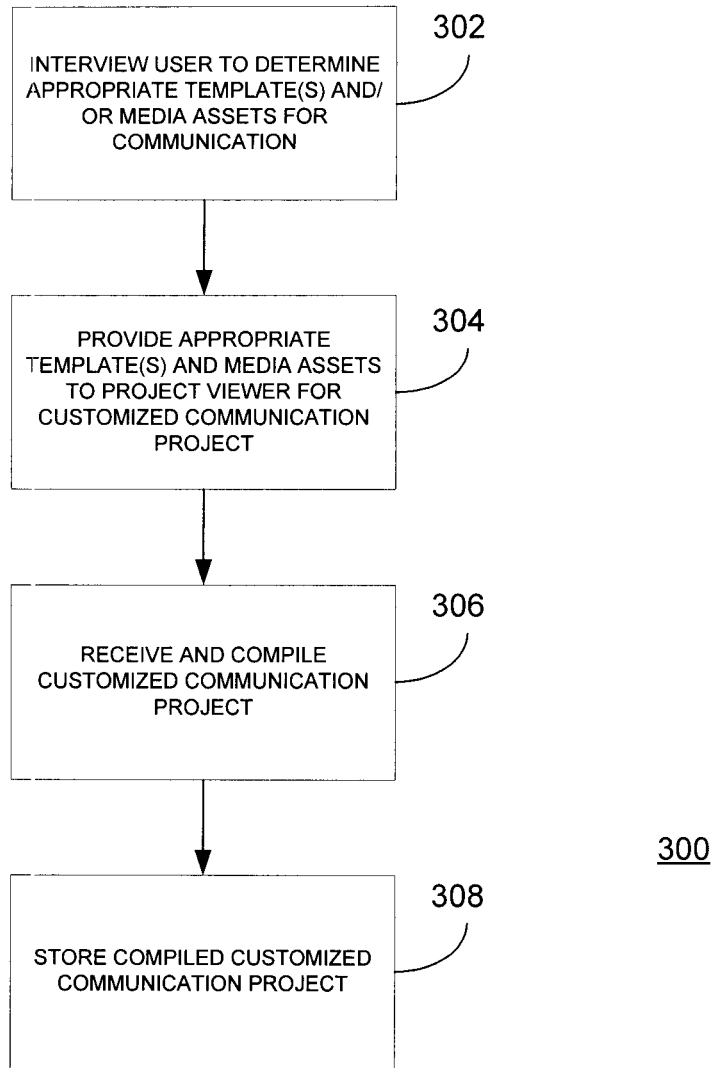 302
INTERVIEW USER TO DETERMINE
APPROPRIATE TEMPLATE(S) AND/
OR MEDIA ASSETS FOR
COMMUNICATION
304
PROVIDE APPROPRIATE
TEMPLATE(S) AND MEDIA ASSETS
TO PROJECT VIEWER FOR
CUSTOMIZED COMMUNICATION
PROJECT
306
RECEIVE AND COMPILE
CUSTOMIZED COMMUNICATION
PROJECT
300
308
STORE COMPILED CUSTOMIZED
COMMUNICATION PROJECT